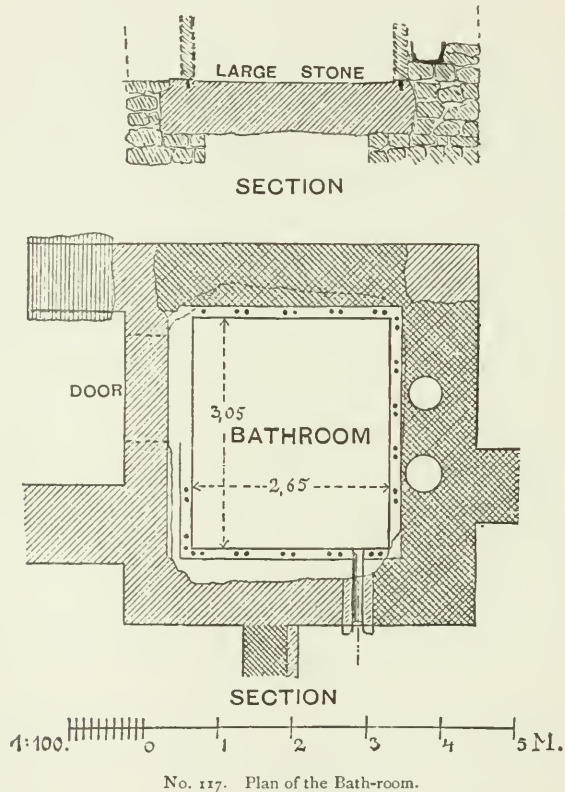 LARGE STONE
SECTION
DOOR
3,05
BATHROOM
2,65
SECTION
1:100. 0 1 2 3 4 5 M.
No. 117. Plan of the Bath-room.